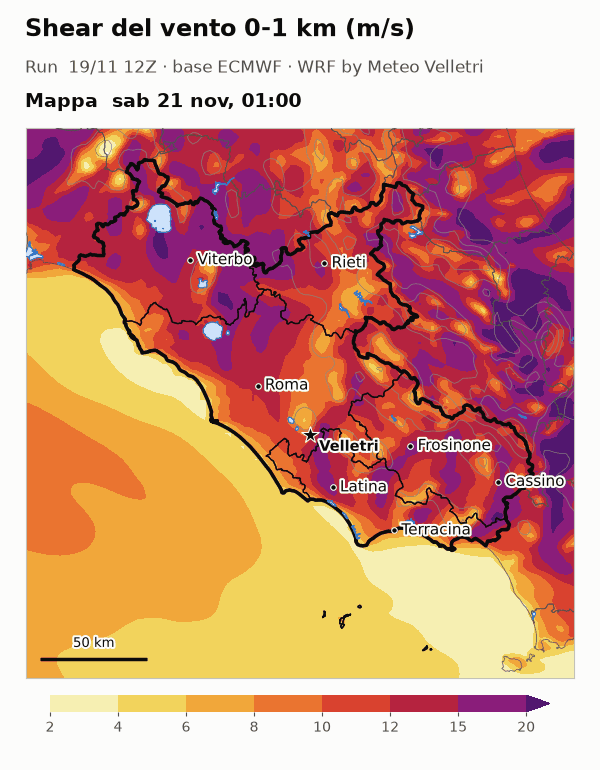 Shear del vento 0-1 km (m/s)
Run  19/11 12Z · base ECMWF · WRF by Meteo Velletri
Mappa  sab 21 nov, 01:00
Viterbo
Rieti
Roma
Velletri
Frosinone
Latina
Cassino
Terracina
50 km
2 4 6 8 10 12 15 20